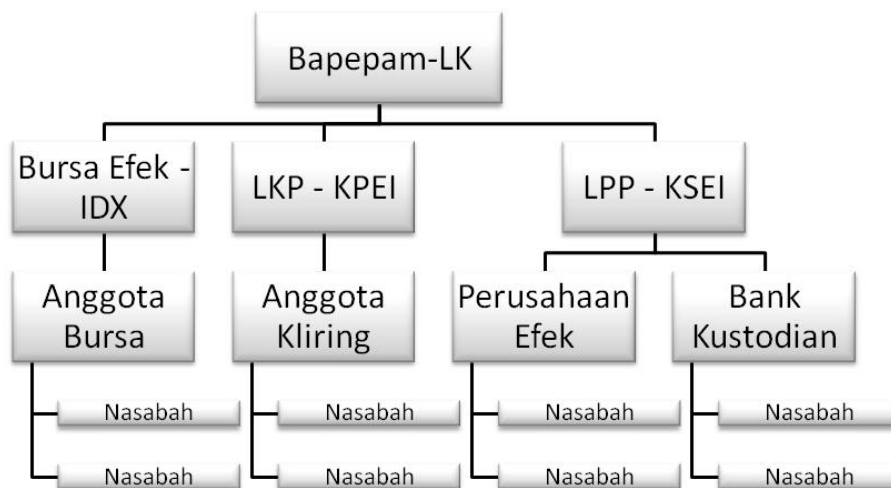 Bapepam-LK
Bursa Efek -
IDX
LKP - KPEI
LPP - KSEI
Anggota
Bursa
Anggota
Kliring
Perusahaan
Efek
Bank
Kustodian
Nasabah
Nasabah
Nasabah
Nasabah
Nasabah
Nasabah
Nasabah
Nasabah